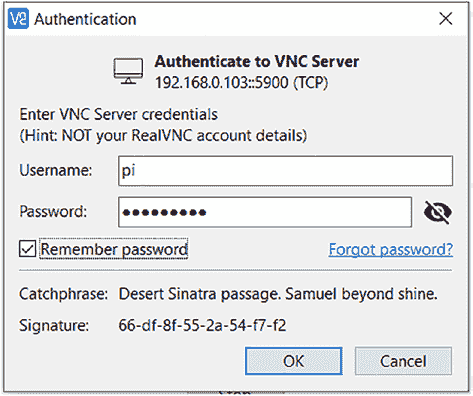 V2 Authentication
Authenticate to VNC Server
192.168.0.103::5900 (TCP)
Enter VNC Server credentials
(Hint: NOT your RealVNC account details)
Username: pi
Password: •••••••••
Remember password Forgot password?
Catchphrase: Desert Sinatra passage. Samuel beyond shine.
Signature: 66-df-8f-55-2a-54-f7-f2
OK Cancel